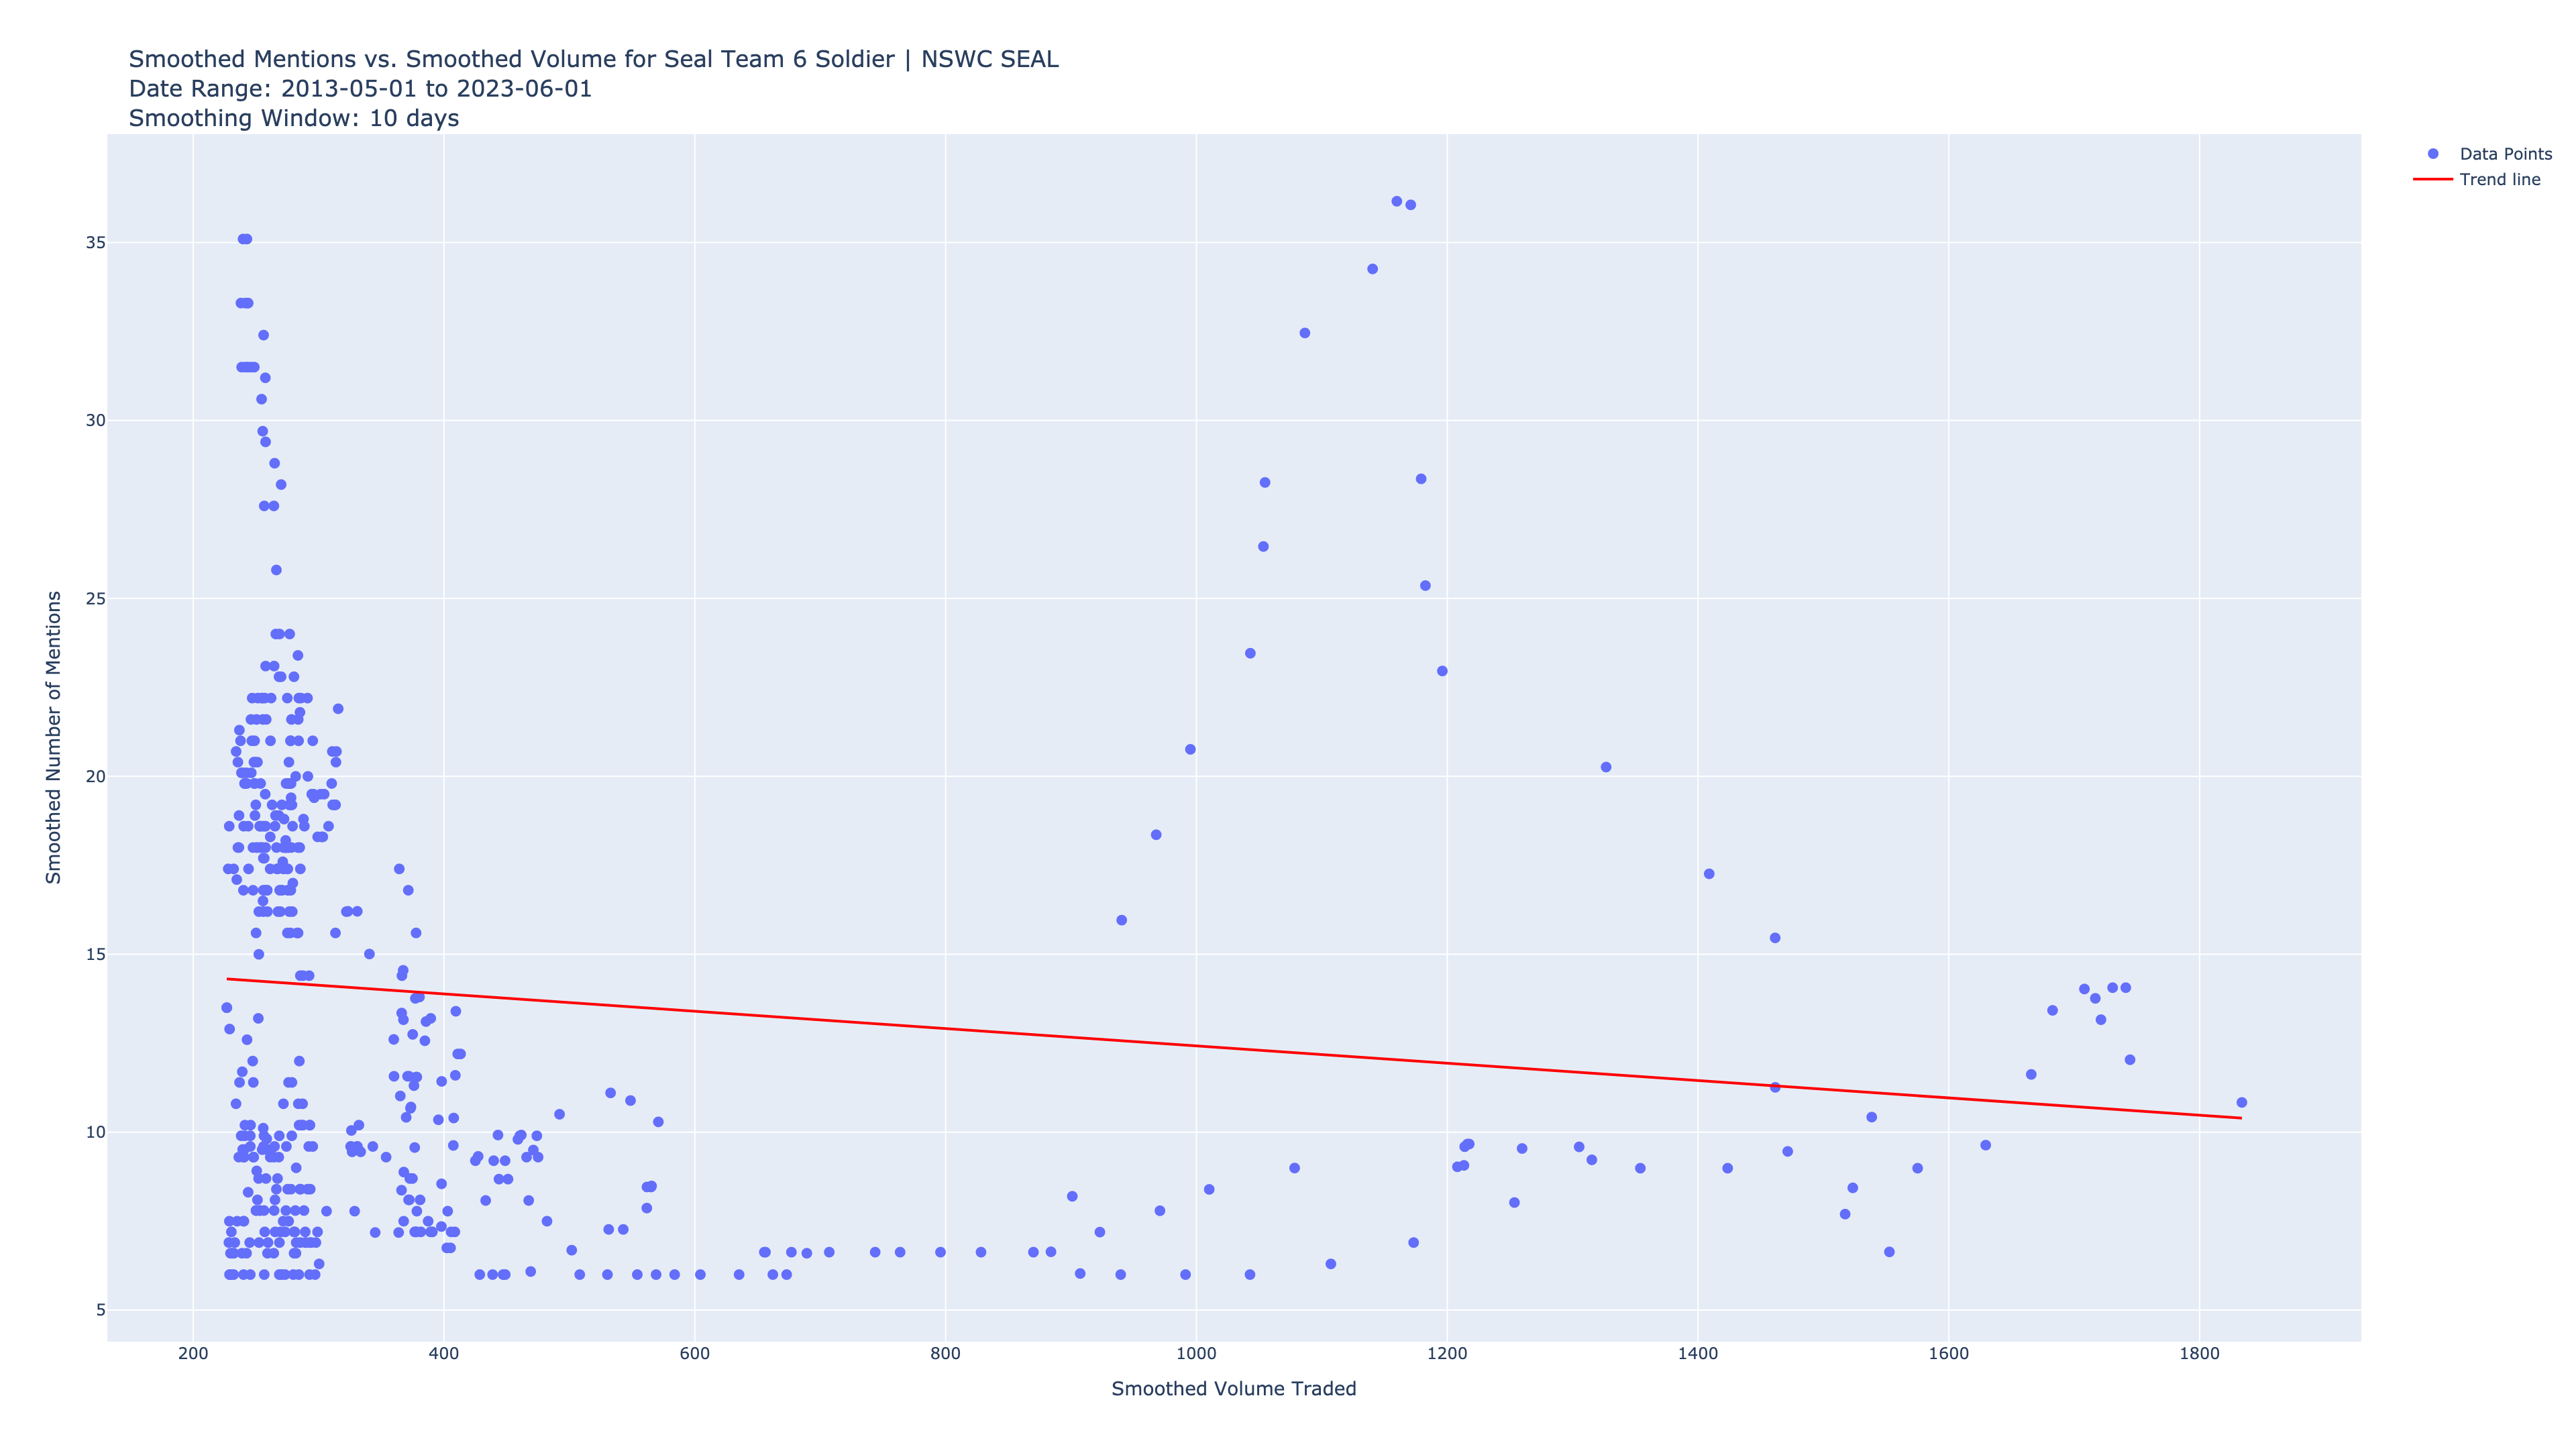 Smoothed Mentions vs. Smoothed Volume for Seal Team 6 Soldier | NSWC SEAL
Date Range: 2013-05-01 to 2023-06-01
Smoothing Window: 10 days
Data Points
Trend line
35
30
25
20
15
10
5
Smoothed Number of Mentions
200
400
600
800
1000
1200
1400
1600
1800
Smoothed Volume Traded